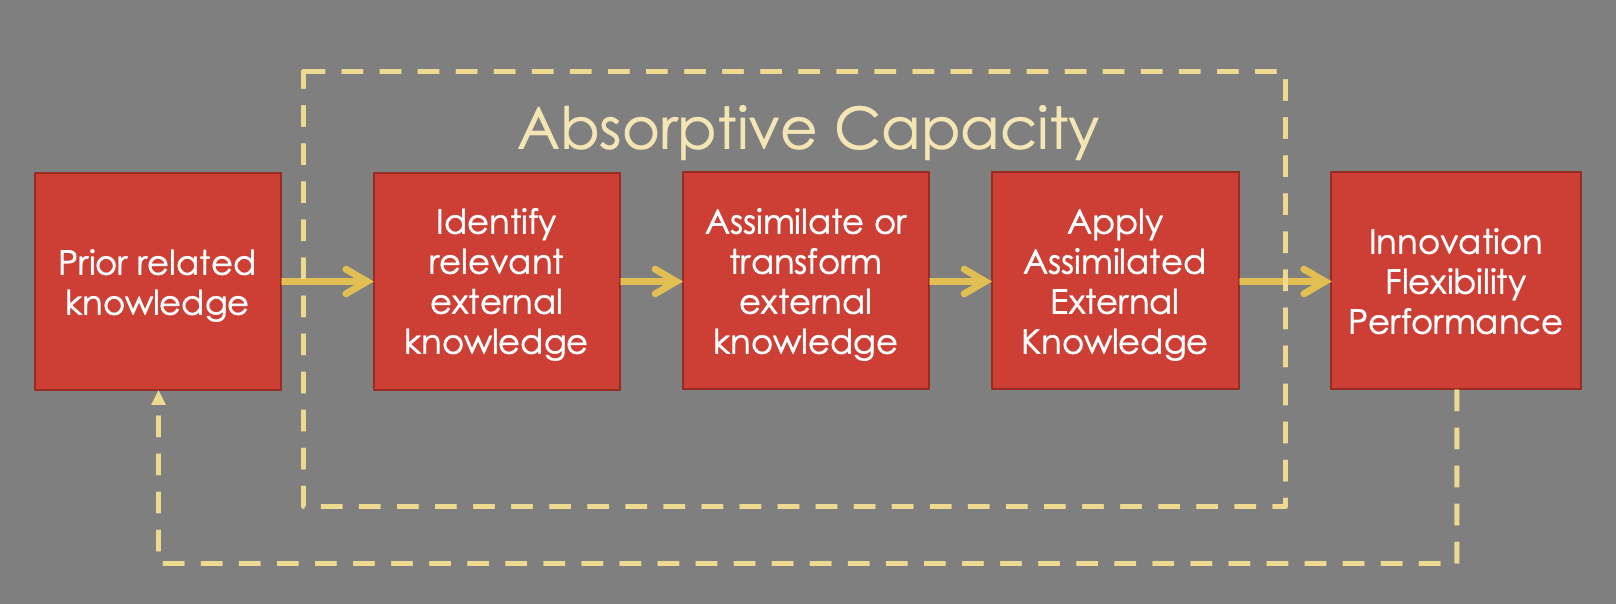 Absorptive Capacity
Prior related
knowledge
Identify
relevant
external
knowledge
Assimilate or
transform
external
knowledge
Apply
Assimilated
External
Knowledge
Innovation
Flexibility
Performance